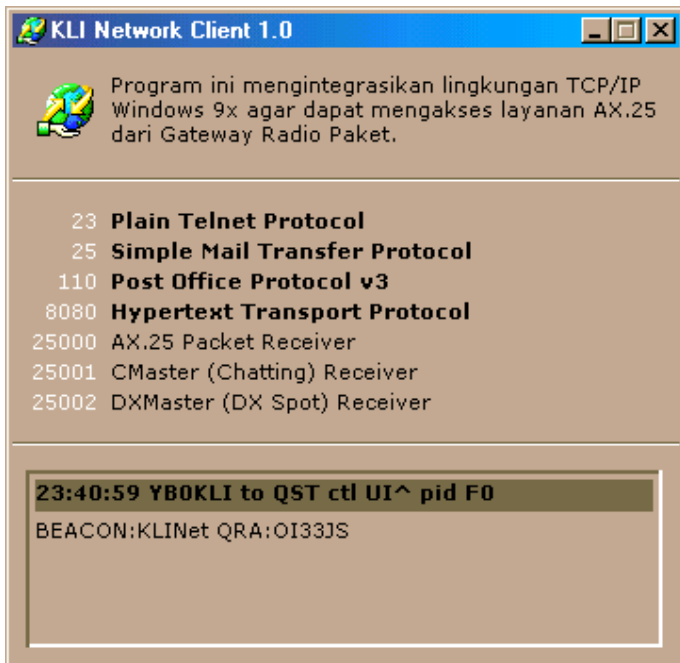 KLI Network Client 1.0
Program ini mengintegrasikan lingkungan TCP/IP
Windows 9x agar dapat mengakses layanan AX.25
dari Gateway Radio Paket.
23 Plain Telnet Protocol
25 Simple Mail Transfer Protocol
110 Post Office Protocol v3
8080 Hypertext Transport Protocol
25000 AX.25 Packet Receiver
25001 CMaster (Chatting) Receiver
25002 DXMaster (DX Spot) Receiver
23:40:59 YB0KLI to QST ctl UI^ pid F0
BEACON:KLINet QRA:OI33JS